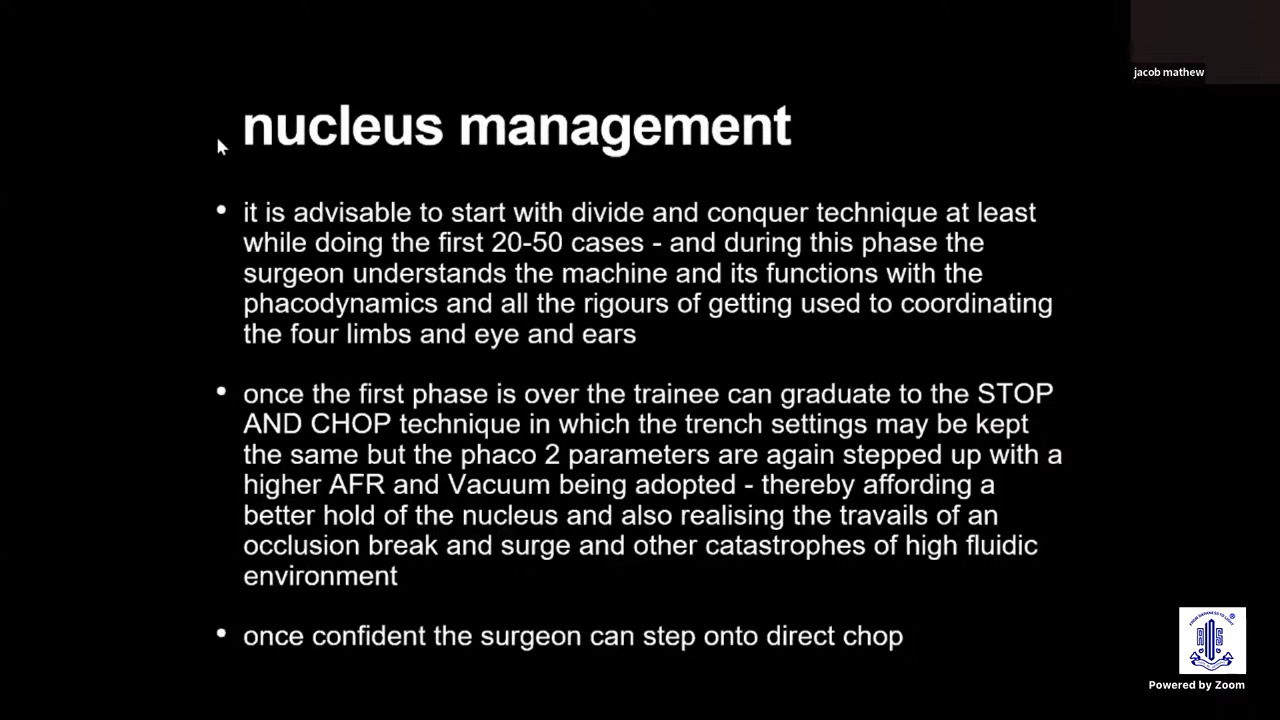 jacob mathew
nucleus management
• it is advisable to start with divide and conquer technique at least
while doing the first 20-50 cases - and during this phase the
surgeon understands the machine and its functions with the
phacodynamics and all the rigours of getting used to coordinating
the four limbs and eye and ears
• once the first phase is over the trainee can graduate to the STOP
AND CHOP technique in which the trench settings may be kept
the same but the phaco 2 parameters are again stepped up with a
higher AFR and Vacuum being adopted - thereby affording a
better hold of the nucleus and also realising the travails of an
occlusion break and surge and other catastrophes of high fluidic
environment
• once confident the surgeon can step onto direct chop
Powered by Zoom